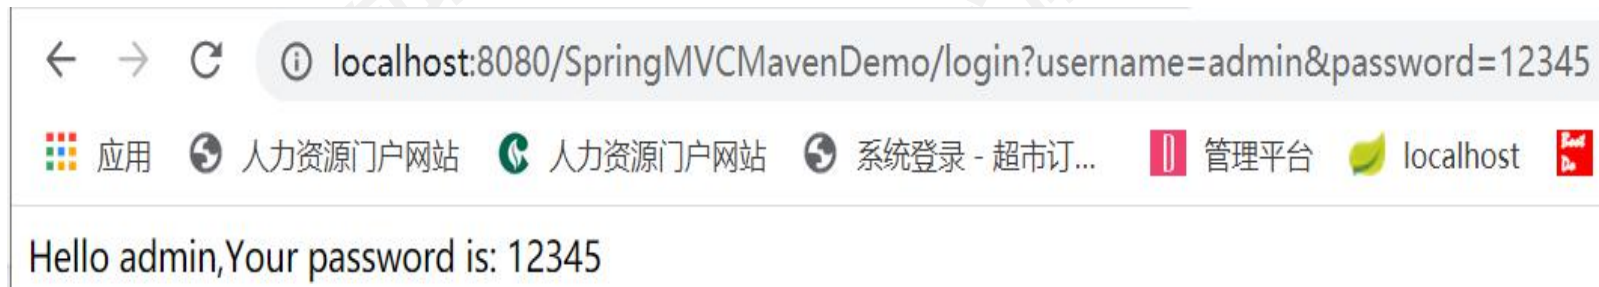 localhost:8080/SpringMVCMavenDemo/login?username=admin&password=12345
应用 人力资源门户网站 人力资源门户网站 系统登录 - 超市订... 管理平台 localhost Boot Do
Hello admin,Your password is: 12345